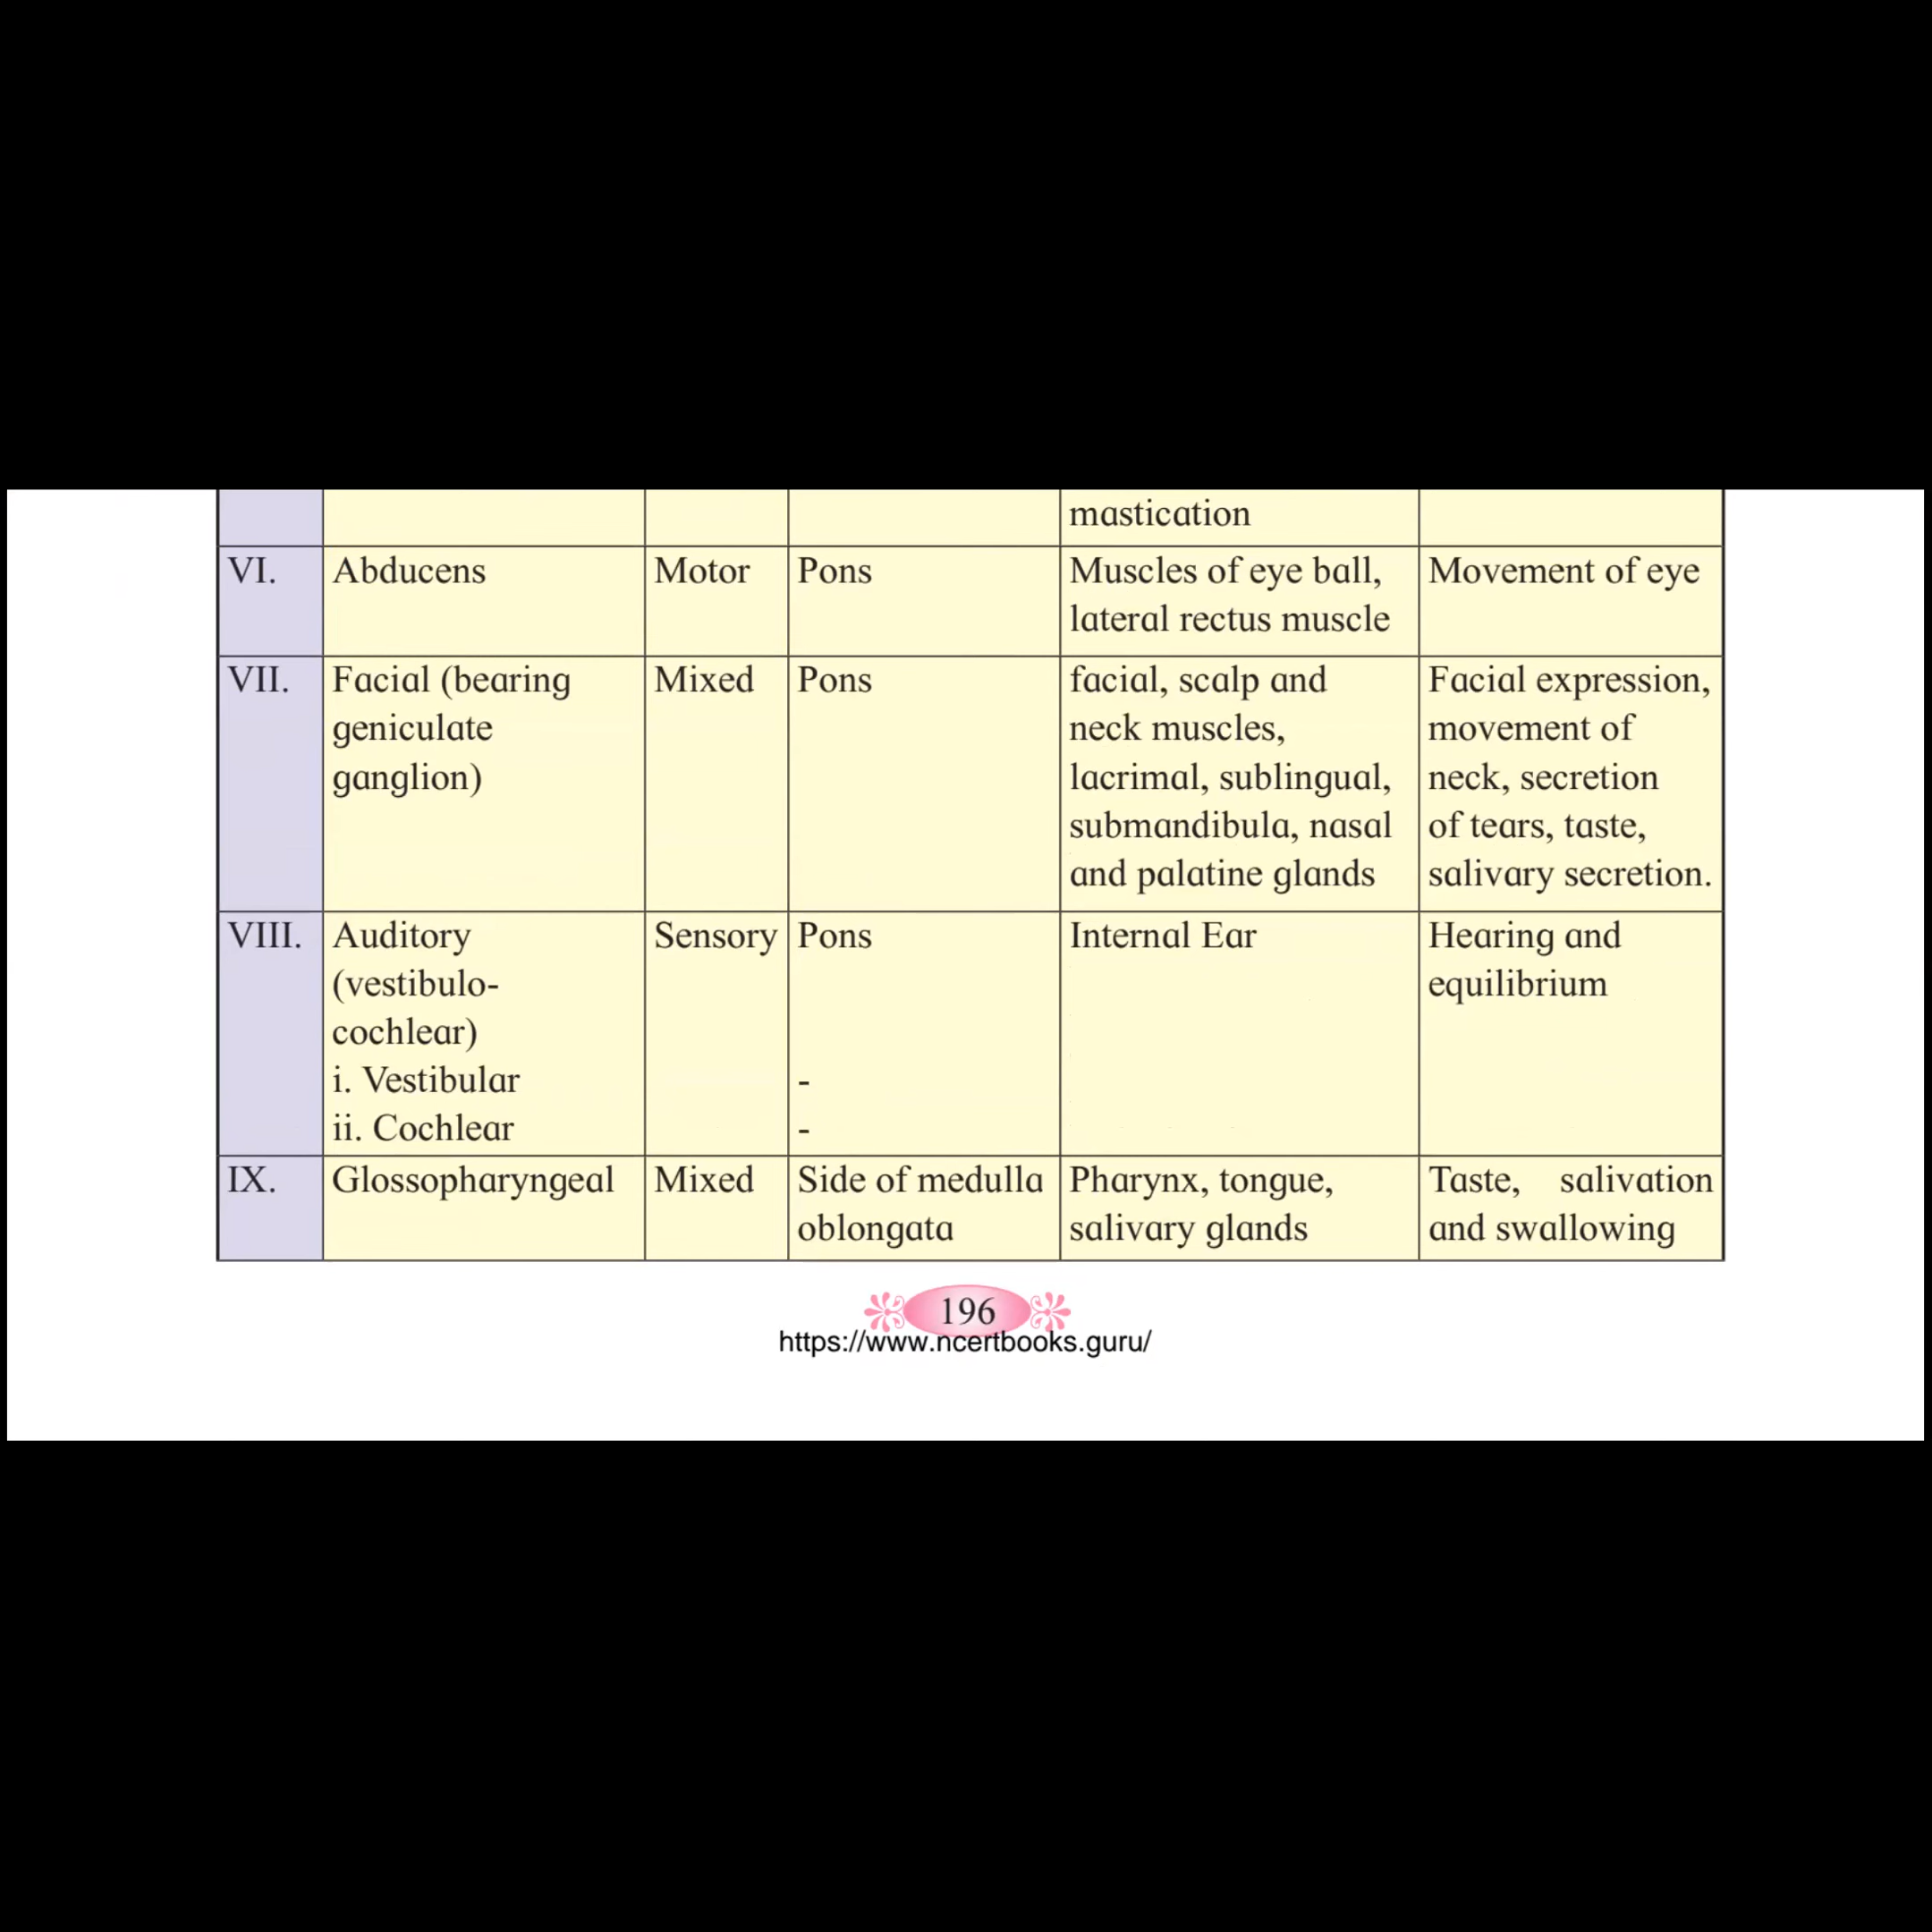 mastication
VI. Abducens Motor Pons Muscles of eye ball, Movement of eye
lateral rectus muscle
VII. Facial (bearing Mixed Pons facial, scalp and Facial expression,
geniculate neck muscles, movement of
ganglion) lacrimal, sublingual, neck, secretion
submandibula, nasal of tears, taste,
and palatine glands salivary secretion.
VIII. Auditory Sensory Pons Internal Ear Hearing and
(vestibulo- equilibrium
cochlear)
i. Vestibular -
ii. Cochlear -
IX. Glossopharyngeal Mixed Side of medulla Pharynx, tongue, Taste, salivation
oblongata salivary glands and swallowing
196
https://www.ncertbooks.guru/